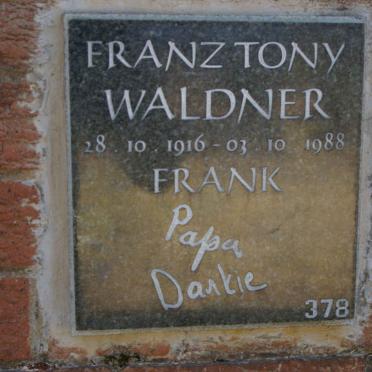 FRANZ TONY
WALDNER
28 . 10 . 1916 - 03 . 10 . 1988
FRANK
Papa
Dankie
378